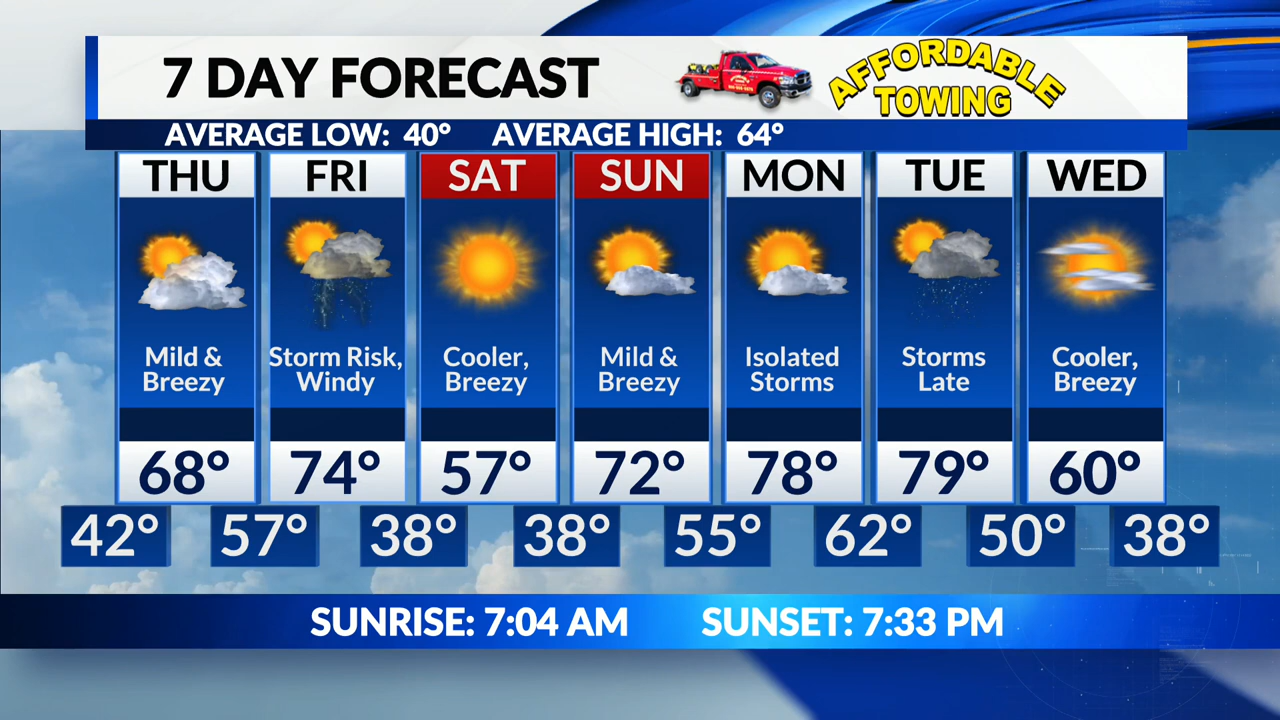 7 DAY FORECAST
AFFORDABLE
TOWING
AVERAGE LOW: 40° AVERAGE HIGH: 64°
THU FRI SAT SUN MON TUE WED
Mild & Storm Risk, Cooler, Mild & Isolated Storms Cooler,
Breezy Windy Breezy Breezy Storms Late Breezy
68° 74° 57° 72° 78° 79° 60°
42° 57° 38° 38° 55° 62° 50° 38°
SUNRISE: 7:04 AM SUNSET: 7:33 PM